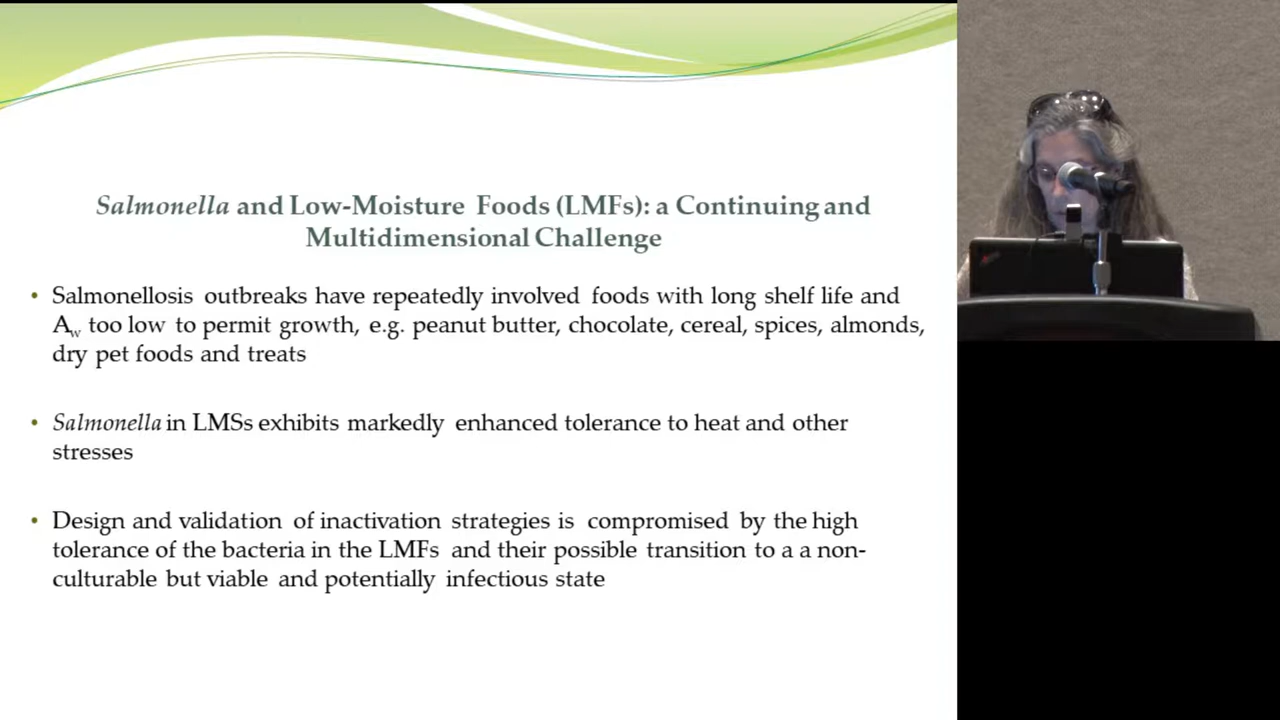 Salmonella and Low-Moisture Foods (LMFs): a Continuing and
Multidimensional Challenge
• Salmonellosis outbreaks have repeatedly involved foods with long shelf life and
Aw too low to permit growth, e.g. peanut butter, chocolate, cereal, spices, almonds,
dry pet foods and treats
• Salmonella in LMSs exhibits markedly enhanced tolerance to heat and other
stresses
• Design and validation of inactivation strategies is compromised by the high
tolerance of the bacteria in the LMFs and their possible transition to a a non-
culturable but viable and potentially infectious state